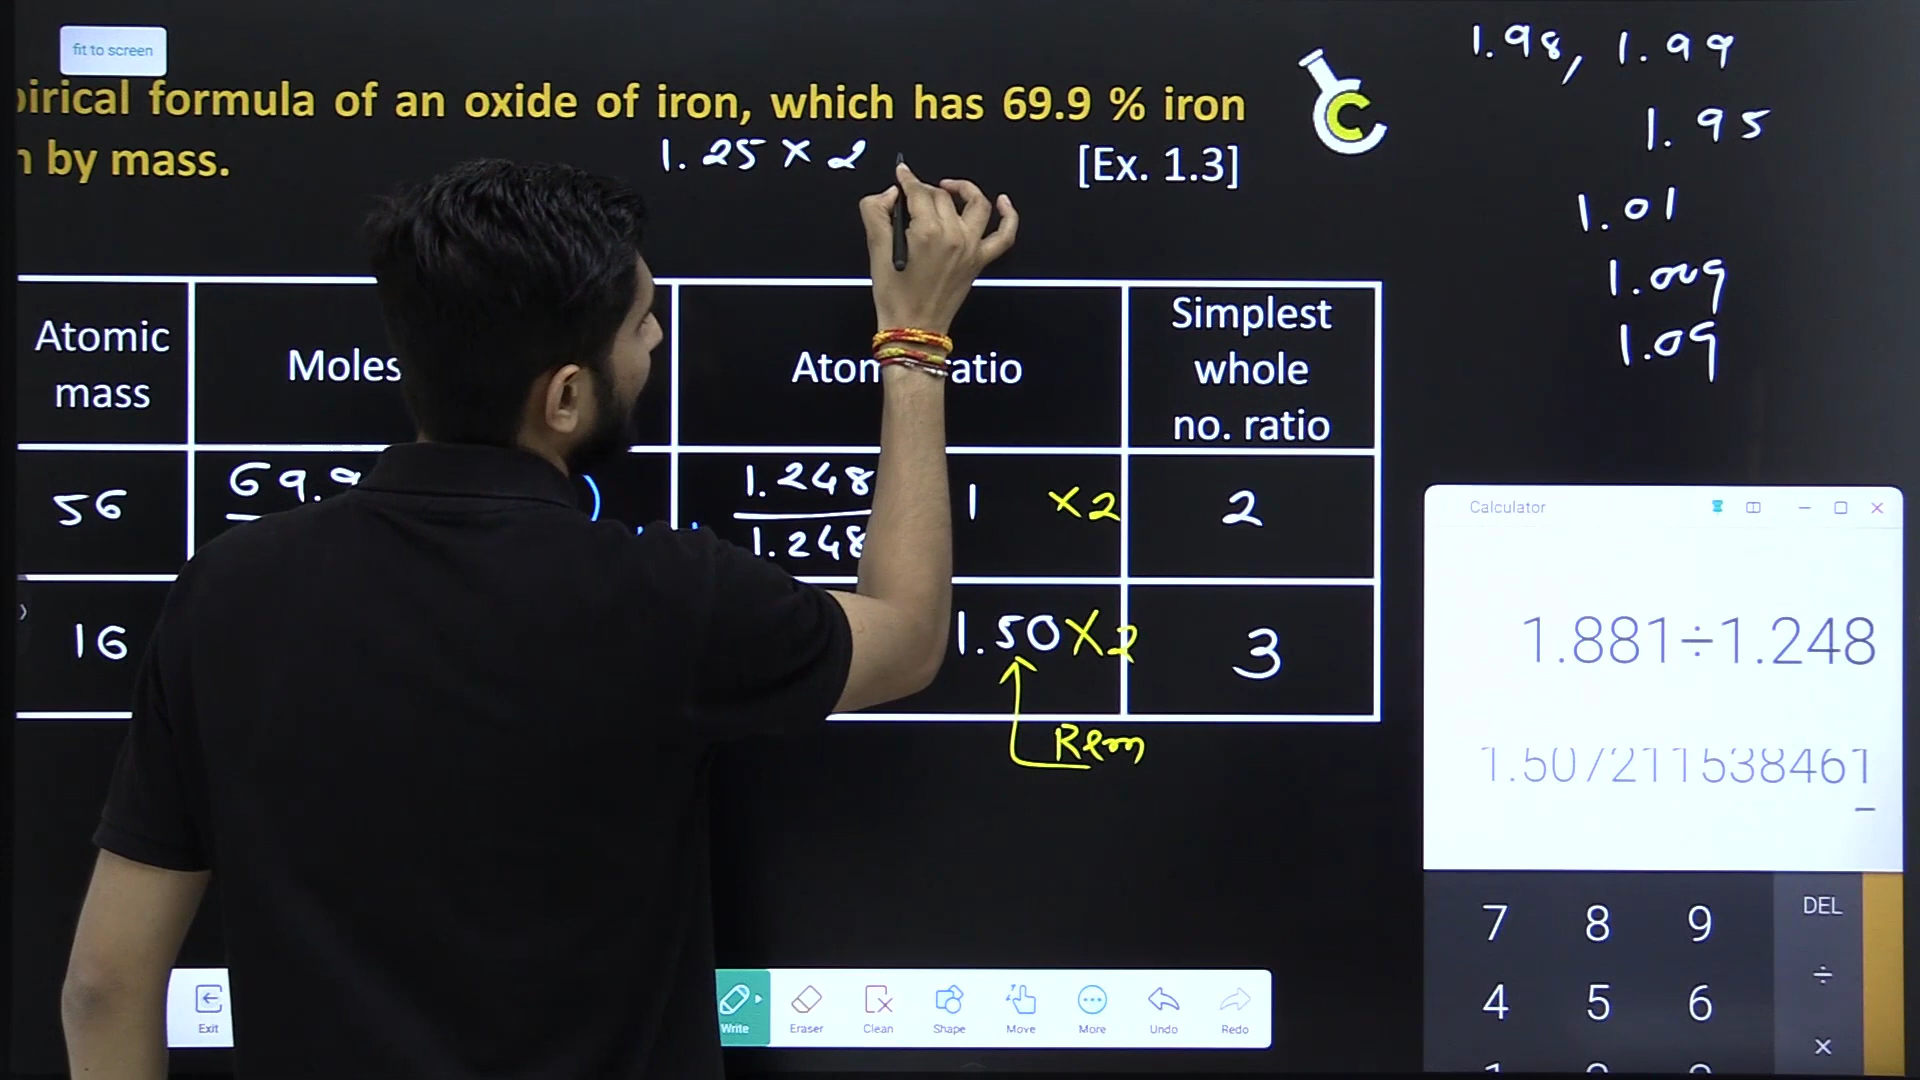 fit to screen
1.98, 1.99
pirical formula of an oxide of iron, which has 69.9 % iron
1.95
n by mass.
1.25 × 2
[Ex. 1.3]
C
1.01
1.009
1.09
Atomic mass
Moles
ratio
Simplest whole no. ratio
56
69.9
1.248
1.248
1 ×2
2
16
1.50 ×2
3
Rem
Calculator
1.881÷1.248
1.507211538461
7 8 9 DEL
4 5 6 ÷
×
Exit
Write
Eraser
Clean
Shape
Move
More
Undo
Redo